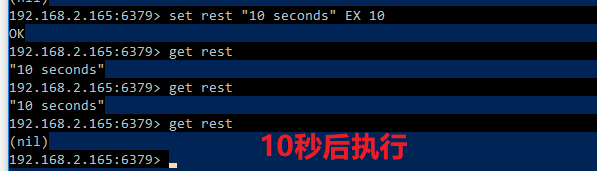 (nil)
192.168.2.165:6379> set rest "10 seconds" EX 10
OK
192.168.2.165:6379> get rest
"10 seconds"
192.168.2.165:6379> get rest
"10 seconds"
192.168.2.165:6379> get rest
(nil)
10秒后执行
192.168.2.165:6379>